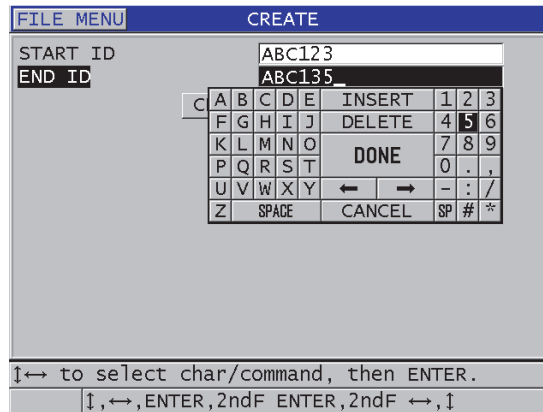 FILE MENU CREATE
START ID ABC123
END ID ABC135_
A B C D E INSERT 1 2 3
F G H I J DELETE 4 5 6
K L M N O DONE 7 8 9
P Q R S T 0 . ,
U V W X Y ← → - : /
Z SPACE CANCEL SP # *
↕↔ to select char/command, then ENTER.
↕,↔,ENTER,2ndF ENTER,2ndF ↔,↕